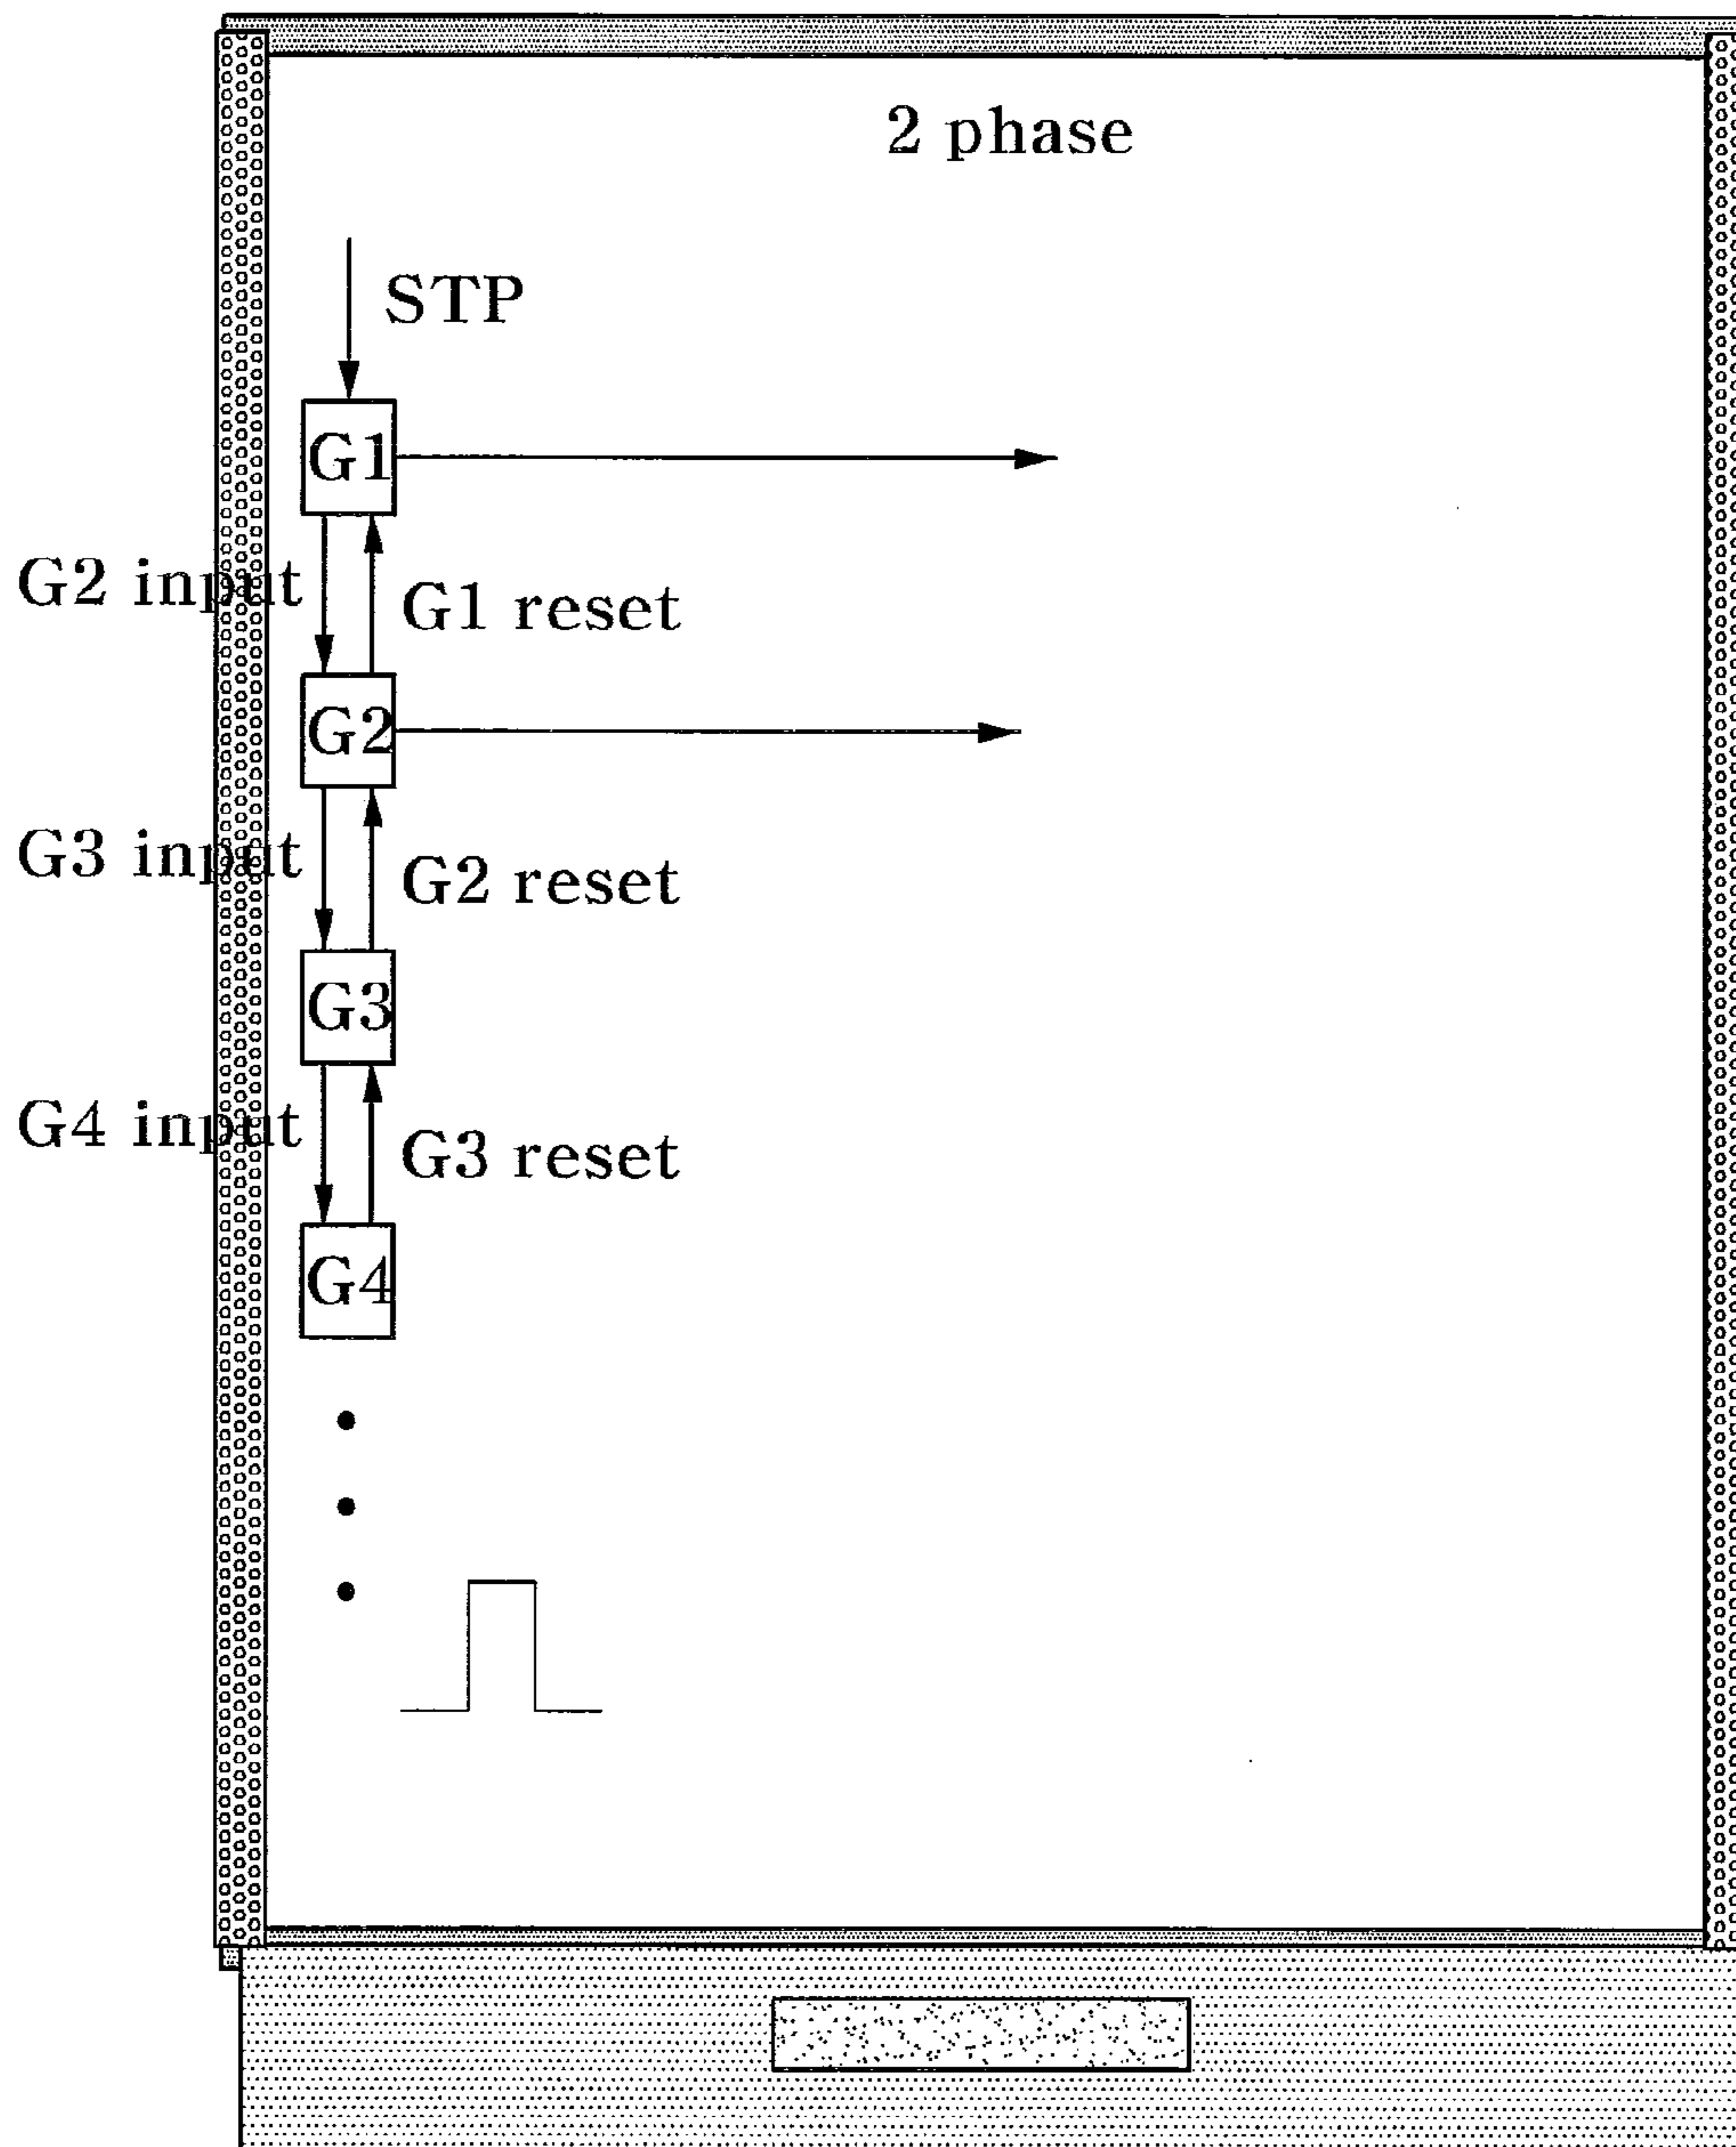 2 phase
STP
G1
G2 input
G1 reset
G2
G3 input
G2 reset
G3
G4 input
G3 reset
G4